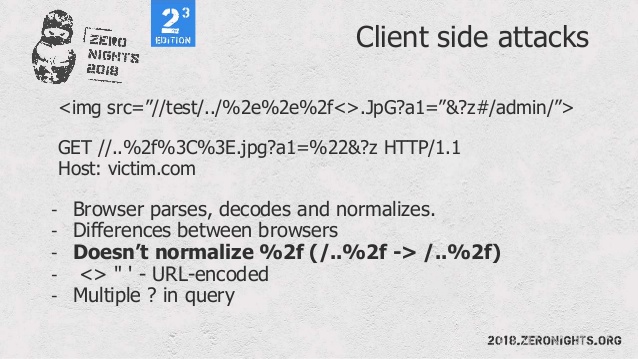 ZERO
NIGHTS
2018
2³
EDITION
Client side attacks
<img src=”//test/../%2e%2e%2f<>.JpG?a1=”&?z#/admin/”>
GET //..%2f%3C%3E.jpg?a1=%22&?z HTTP/1.1
Host: victim.com
- Browser parses, decodes and normalizes.
- Differences between browsers
- Doesn’t normalize %2f (/..%2f -> /..%2f)
- <> " ' - URL-encoded
- Multiple ? in query
2018.ZERONIGHTS.ORG